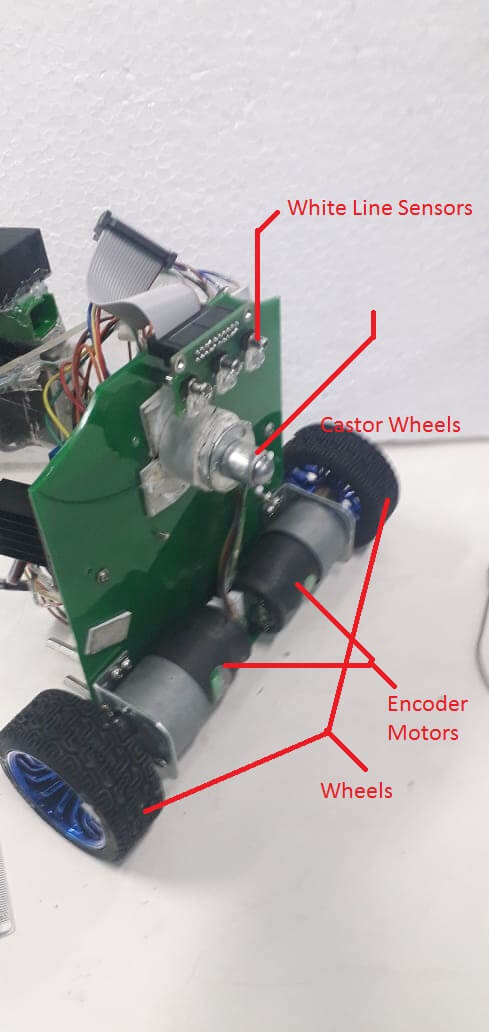 White Line Sensors
Castor Wheels
Encoder
Motors
Wheels